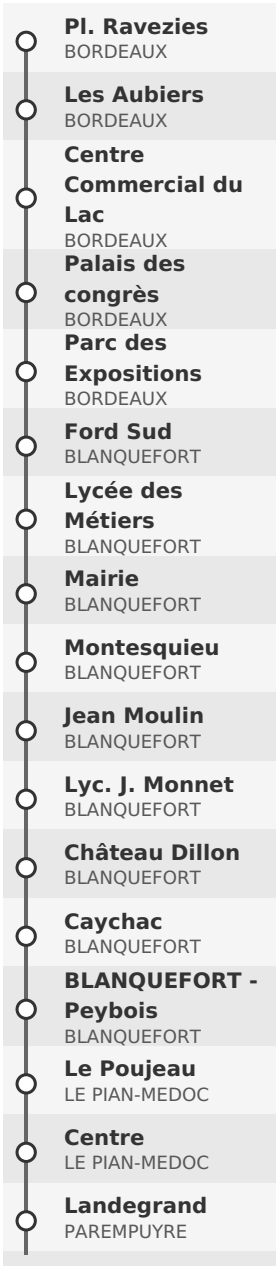 Pl. Ravezies
BORDEAUX
Les Aubiers
BORDEAUX
Centre
Commercial du
Lac
BORDEAUX
Palais des
congrès
BORDEAUX
Parc des
Expositions
BORDEAUX
Ford Sud
BLANQUEFORT
Lycée des
Métiers
BLANQUEFORT
Mairie
BLANQUEFORT
Montesquieu
BLANQUEFORT
Jean Moulin
BLANQUEFORT
Lyc. J. Monnet
BLANQUEFORT
Château Dillon
BLANQUEFORT
Caychac
BLANQUEFORT
BLANQUEFORT -
Peybois
BLANQUEFORT
Le Poujeau
LE PIAN-MEDOC
Centre
LE PIAN-MEDOC
Landegrand
PAREMPUYRE